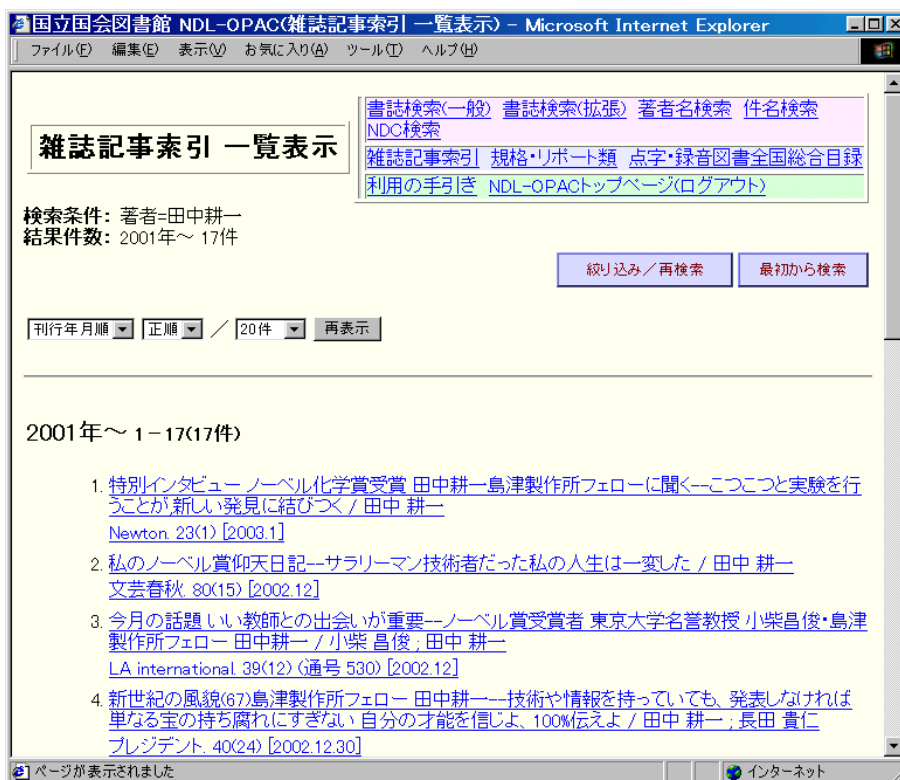 国立国会図書館 NDL-OPAC(雑誌記事索引 一覧表示) - Microsoft Internet Explorer
ファイル(F) 編集(E) 表示(V) お気に入り(A) ツール(T) ヘルプ(H)
書誌検索(一般) 書誌検索(拡張) 著者名検索 件名検索
NDC検索
雑誌記事索引 一覧表示
雑誌記事索引 規格・リポート類 点字・録音図書全国総合目録
利用の手引き NDL-OPACトップページ(ログアウト)
検索条件: 著者=田中耕一
結果件数: 2001年～ 17件
絞り込み/再検索 最初から検索
刊行年月順 正順 / 20件 再表示
2001年～ 1-17(17件)
1. 特別インタビュー ノーベル化学賞受賞 田中耕一島津製作所フェローに聞く--こつこつと実験を行
うことが,新しい発見に結びつく / 田中 耕一
Newton. 23(1) [2003.1]
2. 私のノーベル賞仰天日記--サラリーマン技術者だった私の人生は一変した / 田中 耕一
文芸春秋. 80(15) [2002.12]
3. 今月の話題 いい教師との出会いが重要--ノーベル賞受賞者 東京大学名誉教授 小柴昌俊・島津
製作所フェロー 田中耕一 / 小柴 昌俊 ; 田中 耕一
LA international. 39(12) (通号 530) [2002.12]
4. 新世紀の風貌(67)島津製作所フェロー 田中耕一--技術や情報を持っていても、発表しなければ
単なる宝の持ち腐れにすぎない 自分の才能を信じよ、100%伝えよ / 田中 耕一 ; 長田 貴仁
プレジデント. 40(24) [2002.12.30]
ページが表示されました インターネット